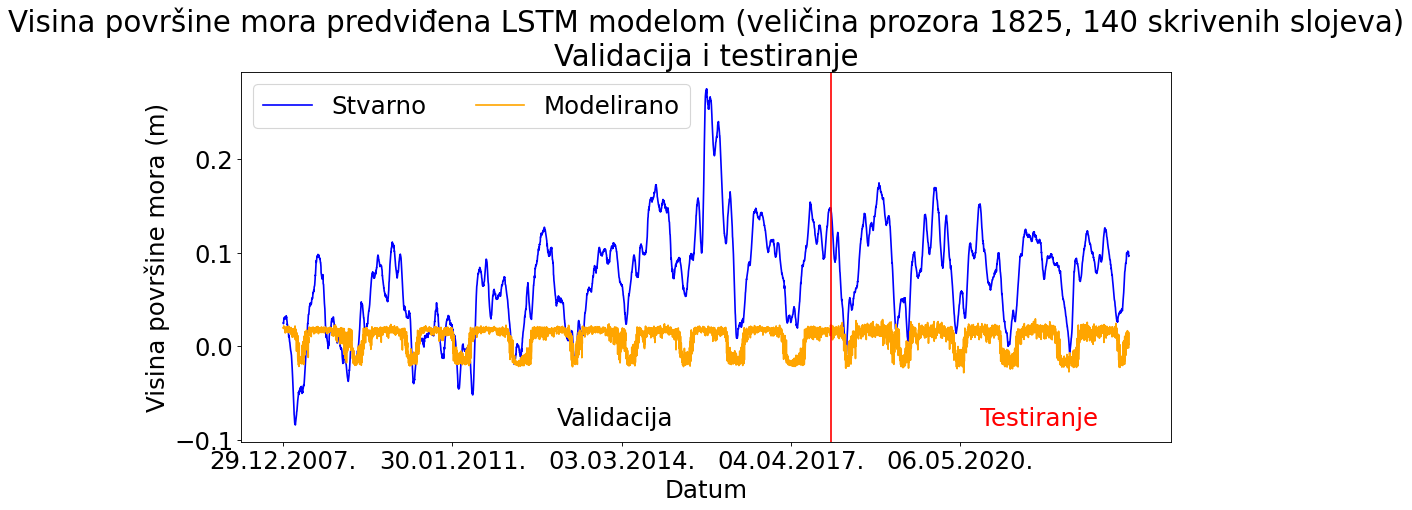 Visina površine mora predviđena LSTM modelom (veličina prozora 1825, 140 skrivenih slojeva)
Validacija i testiranje
Stvarno Modelirano
Visina površine mora (m)
0.2
0.1
0.0
−0.1
Validacija
Testiranje
29.12.2007. 30.01.2011. 03.03.2014. 04.04.2017. 06.05.2020.
Datum